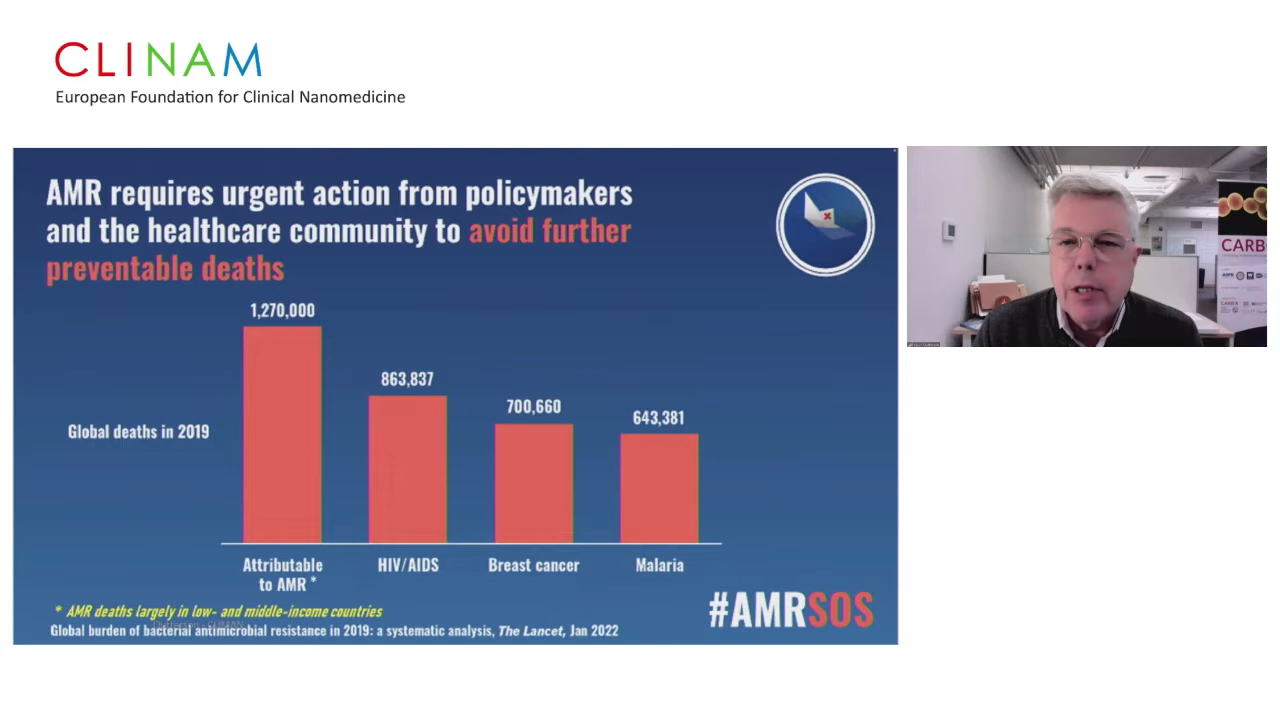 CLINAM
European Foundation for Clinical Nanomedicine
AMR requires urgent action from policymakers
and the healthcare community to avoid further
preventable deaths
1,270,000
863,837
700,660
643,381
Global deaths in 2019
Attributable
to AMR *
HIV/AIDS
Breast cancer
Malaria
* AMR deaths largely in low- and middle-income countries
Global burden of bacterial antimicrobial resistance in 2019: a systematic analysis, The Lancet, Jan 2022
#AMRSOS
CARB